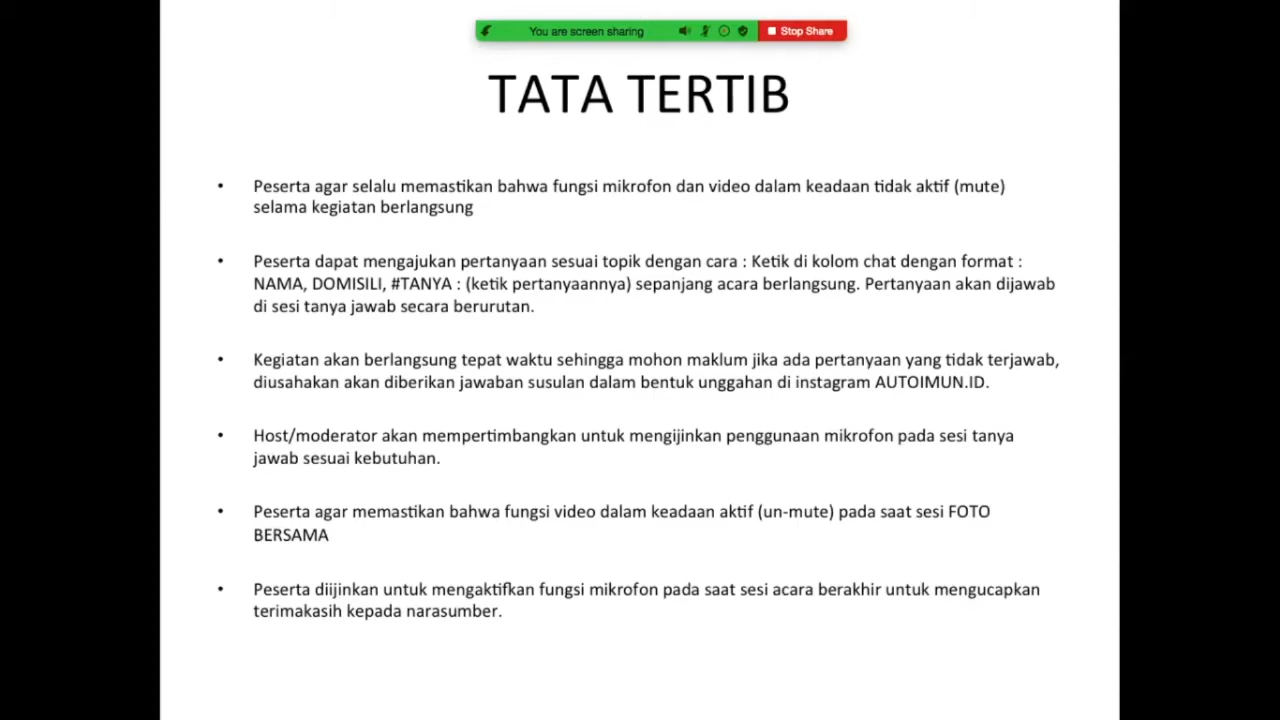 You are screen sharing Stop Share
TATA TERTIB
• Peserta agar selalu memastikan bahwa fungsi mikrofon dan video dalam keadaan tidak aktif (mute)
selama kegiatan berlangsung
• Peserta dapat mengajukan pertanyaan sesuai topik dengan cara : Ketik di kolom chat dengan format :
NAMA, DOMISILI, #TANYA : (ketik pertanyaannya) sepanjang acara berlangsung. Pertanyaan akan dijawab
di sesi tanya jawab secara berurutan.
• Kegiatan akan berlangsung tepat waktu sehingga mohon maklum jika ada pertanyaan yang tidak terjawab,
diusahakan akan diberikan jawaban susulan dalam bentuk unggahan di instagram AUTOIMUN.ID.
• Host/moderator akan mempertimbangkan untuk mengijinkan penggunaan mikrofon pada sesi tanya
jawab sesuai kebutuhan.
• Peserta agar memastikan bahwa fungsi video dalam keadaan aktif (un-mute) pada saat sesi FOTO
BERSAMA
• Peserta diijinkan untuk mengaktifkan fungsi mikrofon pada saat sesi acara berakhir untuk mengucapkan
terimakasih kepada narasumber.